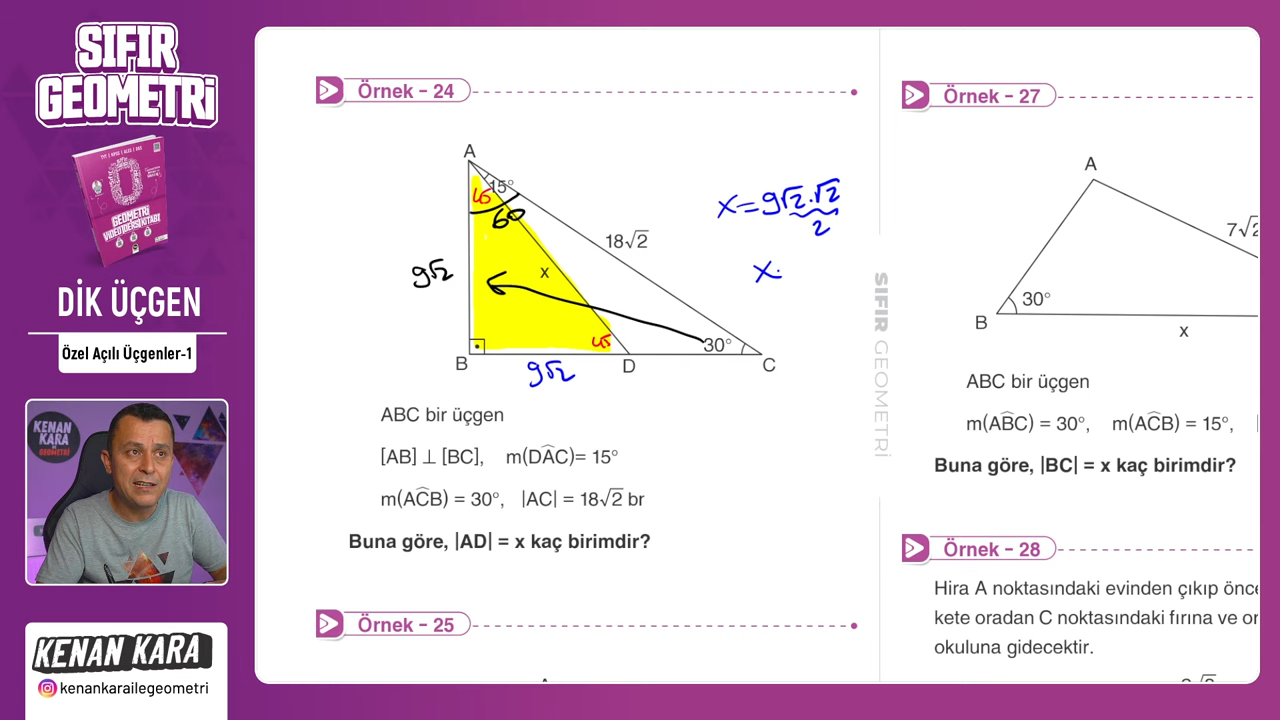 SIFIR
GEOMETRİ
GEOMETRİ
VİDEO DERS KİTABI
DİK ÜÇGEN
Özel Açılı Üçgenler-1
KENAN
KARA
GEOMETRİ
KENAN KARA
kenankarailegeometri
Örnek – 24
A
15°
45
60
18√2
9√2
x
45
30°
B
9√2
D
C
x = 9√2 . √2
2
x
ABC bir üçgen
[AB] ⊥ [BC], m(DAC)= 15°
m(ACB) = 30°, |AC| = 18√2 br
Buna göre, |AD| = x kaç birimdir?
Örnek – 25
SIFIR GEOMETRİ
Örnek – 27
A
7√2
30°
B
x
ABC bir üçgen
m(ABC) = 30°, m(ACB) = 15°,
Buna göre, |BC| = x kaç birimdir?
Örnek – 28
Hira A noktasındaki evinden çıkıp önce
kete oradan C noktasındaki fırına ve or
okuluna gidecektir.